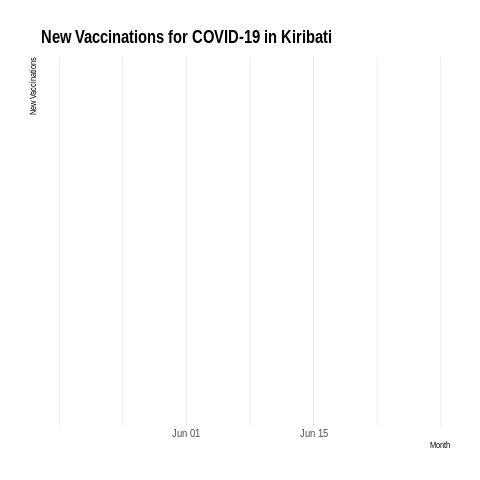 New Vaccinations for COVID-19 in Kiribati
New Vaccinations
Jun 01
Jun 15
Month